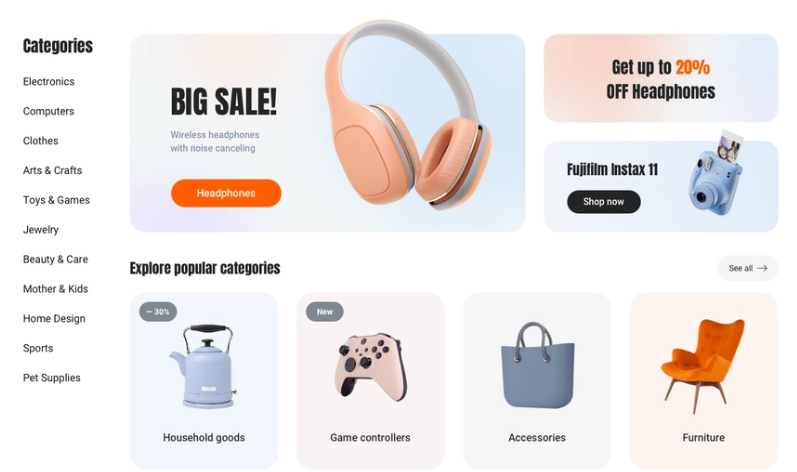 Categories
Electronics
Computers
Clothes
Arts & Crafts
Toys & Games
Jewelry
Beauty & Care
Mother & Kids
Home Design
Sports
Pet Supplies
BIG SALE!
Wireless headphones
with noise canceling
Headphones
Get up to 20%
OFF Headphones
Fujifilm Instax 11
Shop now
Explore popular categories
See all
— 30%
Household goods
New
Game controllers
Accessories
Furniture